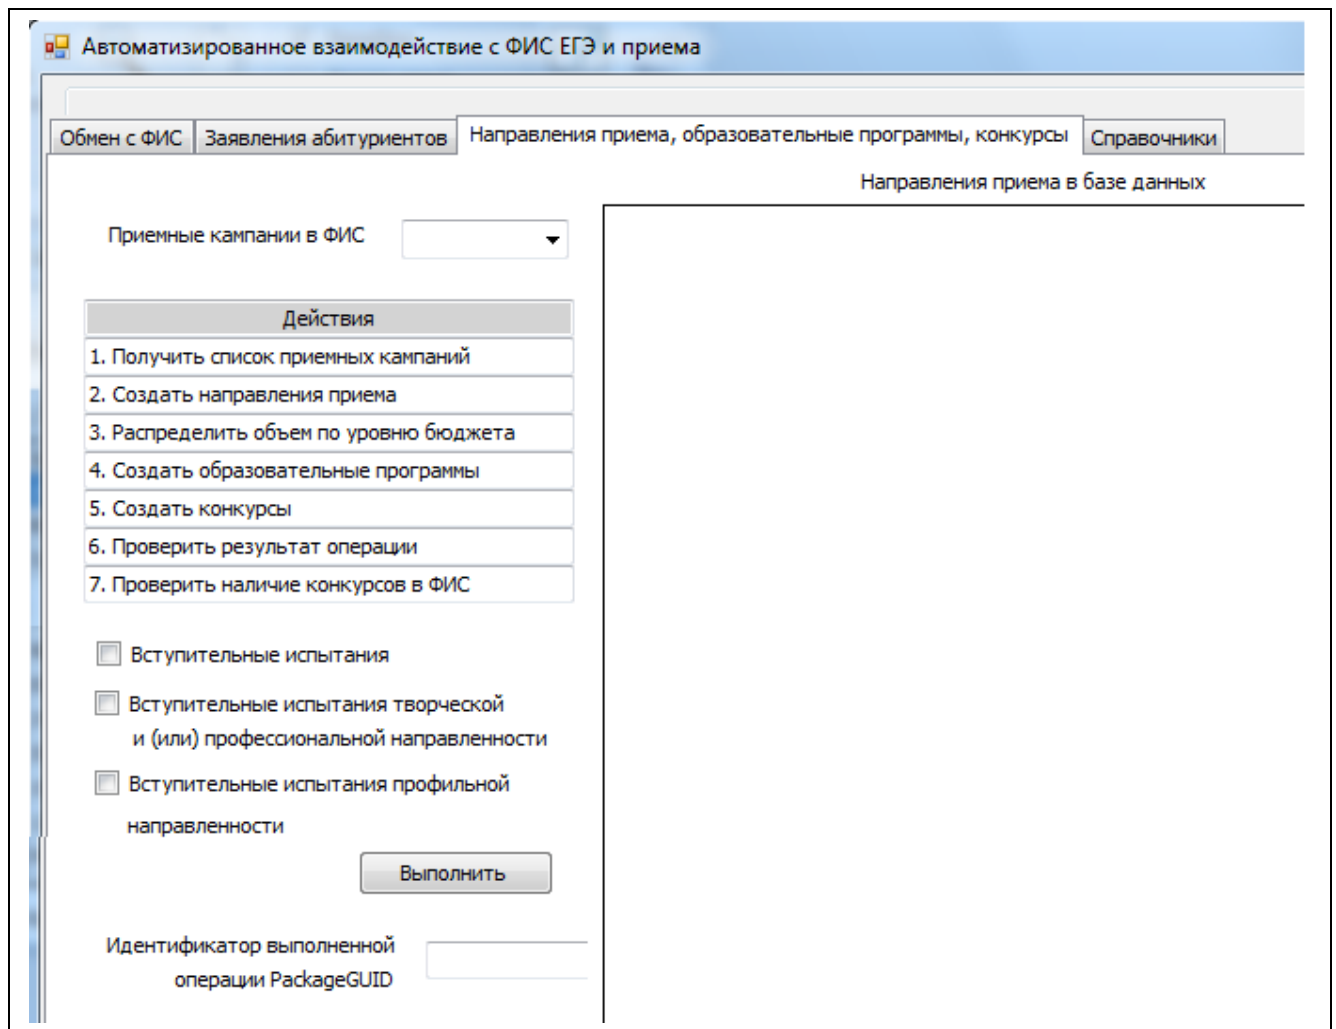 Автоматизированное взаимодействие с ФИС ЕГЭ и приема
Обмен с ФИС Заявления абитуриентов Направления приема, образовательные программы, конкурсы Справочники
Направления приема в базе данных
Приемные кампании в ФИС
Действия
1. Получить список приемных кампаний
2. Создать направления приема
3. Распределить объем по уровню бюджета
4. Создать образовательные программы
5. Создать конкурсы
6. Проверить результат операции
7. Проверить наличие конкурсов в ФИС
Вступительные испытания
Вступительные испытания творческой
и (или) профессиональной направленности
Вступительные испытания профильной
направленности
Выполнить
Идентификатор выполненной
операции PackageGUID